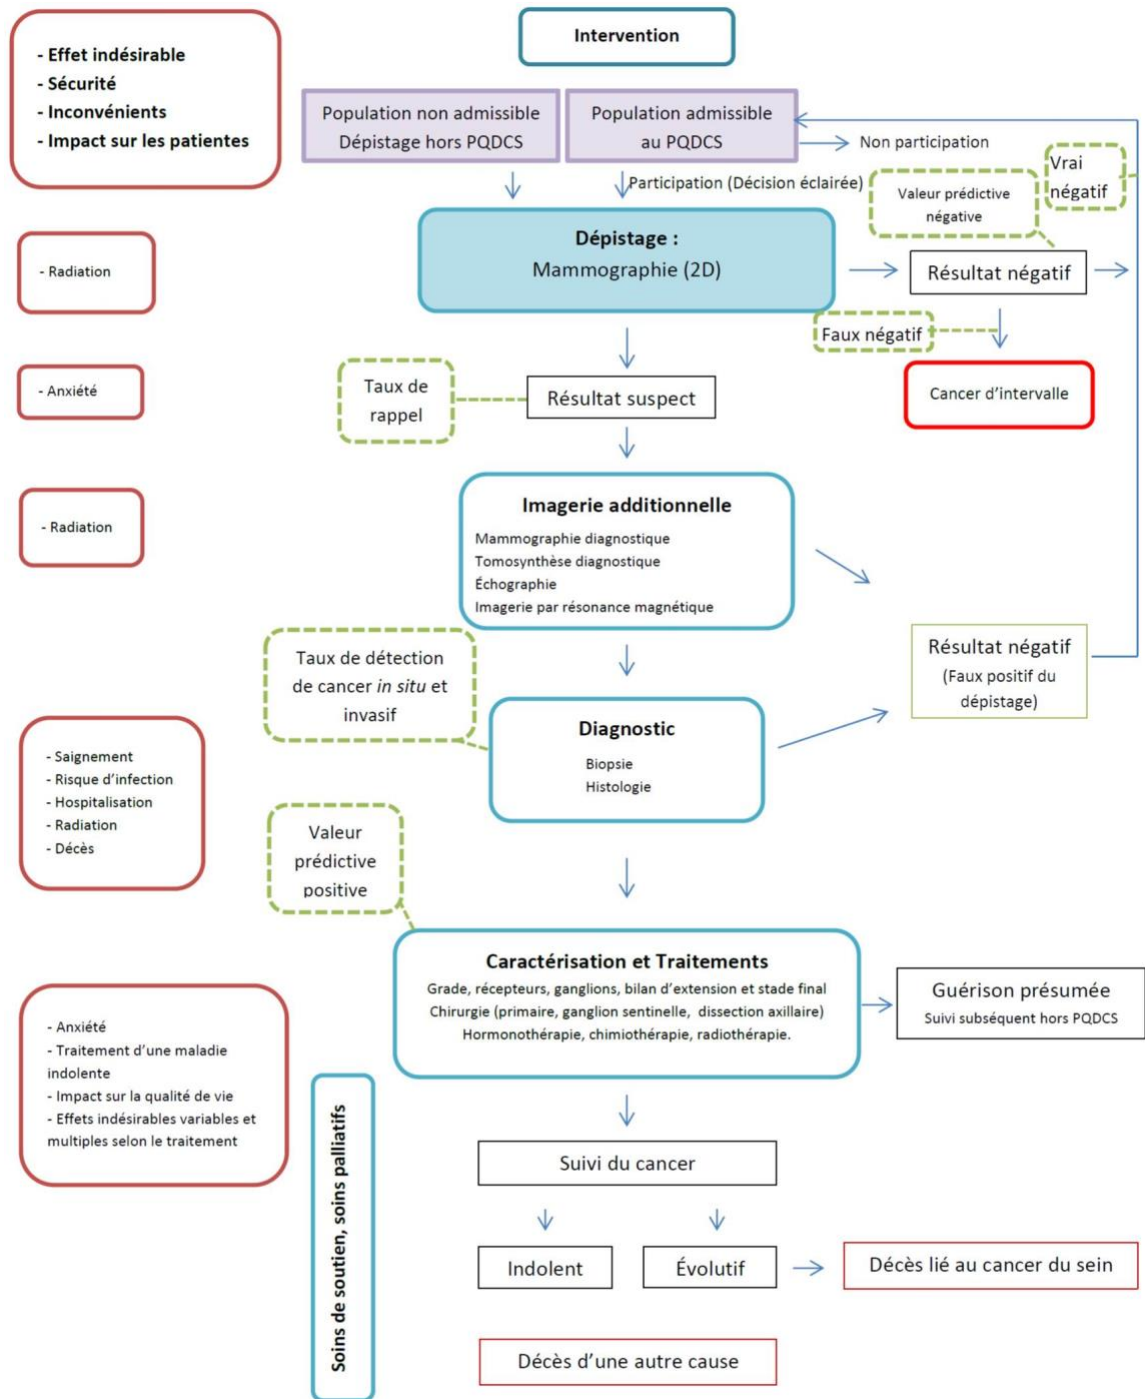 - Effet indésirable
- Sécurité
- Inconvénients
- Impact sur les patientes
Intervention
Population non admissible
Dépistage hors PQDCS
Population admissible
au PQDCS
Non participation
Participation (Décision éclairée)
Valeur prédictive
négative
Vrai
négatif
- Radiation
Dépistage :
Mammographie (2D)
Résultat négatif
Faux négatif
Cancer d'intervalle
- Anxiété
Taux de
rappel
Résultat suspect
- Radiation
Imagerie additionnelle
Mammographie diagnostique
Tomosynthèse diagnostique
Échographie
Imagerie par résonance magnétique
Taux de détection
de cancer in situ et
invasif
Résultat négatif
(Faux positif du
dépistage)
Diagnostic
Biopsie
Histologie
- Saignement
- Risque d'infection
- Hospitalisation
- Radiation
- Décès
Valeur
prédictive
positive
Caractérisation et Traitements
Grade, récepteurs, ganglions, bilan d'extension et stade final
Chirurgie (primaire, ganglion sentinelle, dissection axillaire)
Hormonothérapie, chimiothérapie, radiothérapie.
Guérison présumée
Suivi subséquent hors PQDCS
- Anxiété
- Traitement d'une maladie
indolente
- Impact sur la qualité de vie
- Effets indésirables variables et
multiples selon le traitement
Soins de soutien, soins palliatifs
Suivi du cancer
Indolent
Évolutif
Décès lié au cancer du sein
Décès d'une autre cause